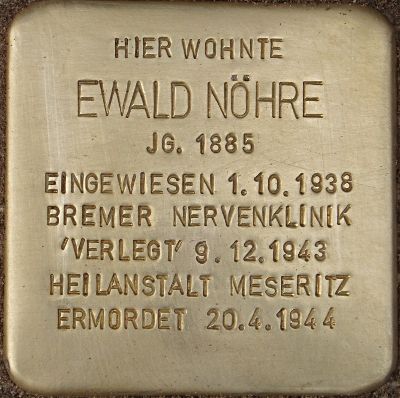 HIER WOHNTE
EWALD NÖHRE
JG. 1885
EINGEWIESEN 1.10.1938
BREMER NERVENKLINIK
'VERLEGT' 9.12.1943
HEILANSTALT MESERITZ
ERMORDET 20.4.1944